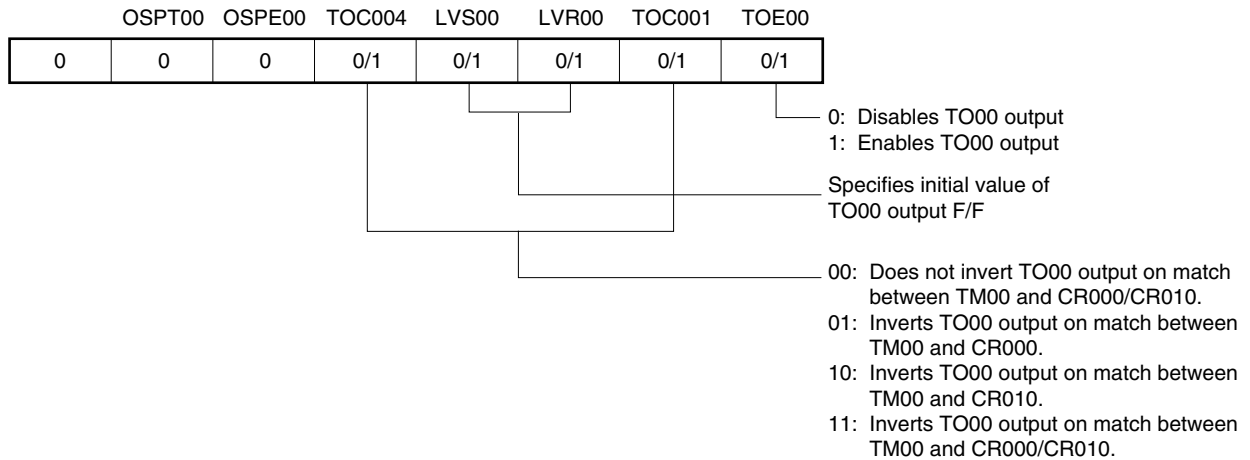 OSPT00 OSPE00 TOC004 LVS00 LVR00 TOC001 TOE00
0 0 0 0/1 0/1 0/1 0/1 0/1
0: Disables TO00 output
1: Enables TO00 output
Specifies initial value of
TO00 output F/F
00: Does not invert TO00 output on match
between TM00 and CR000/CR010.
01: Inverts TO00 output on match between
TM00 and CR000.
10: Inverts TO00 output on match between
TM00 and CR010.
11: Inverts TO00 output on match between
TM00 and CR000/CR010.